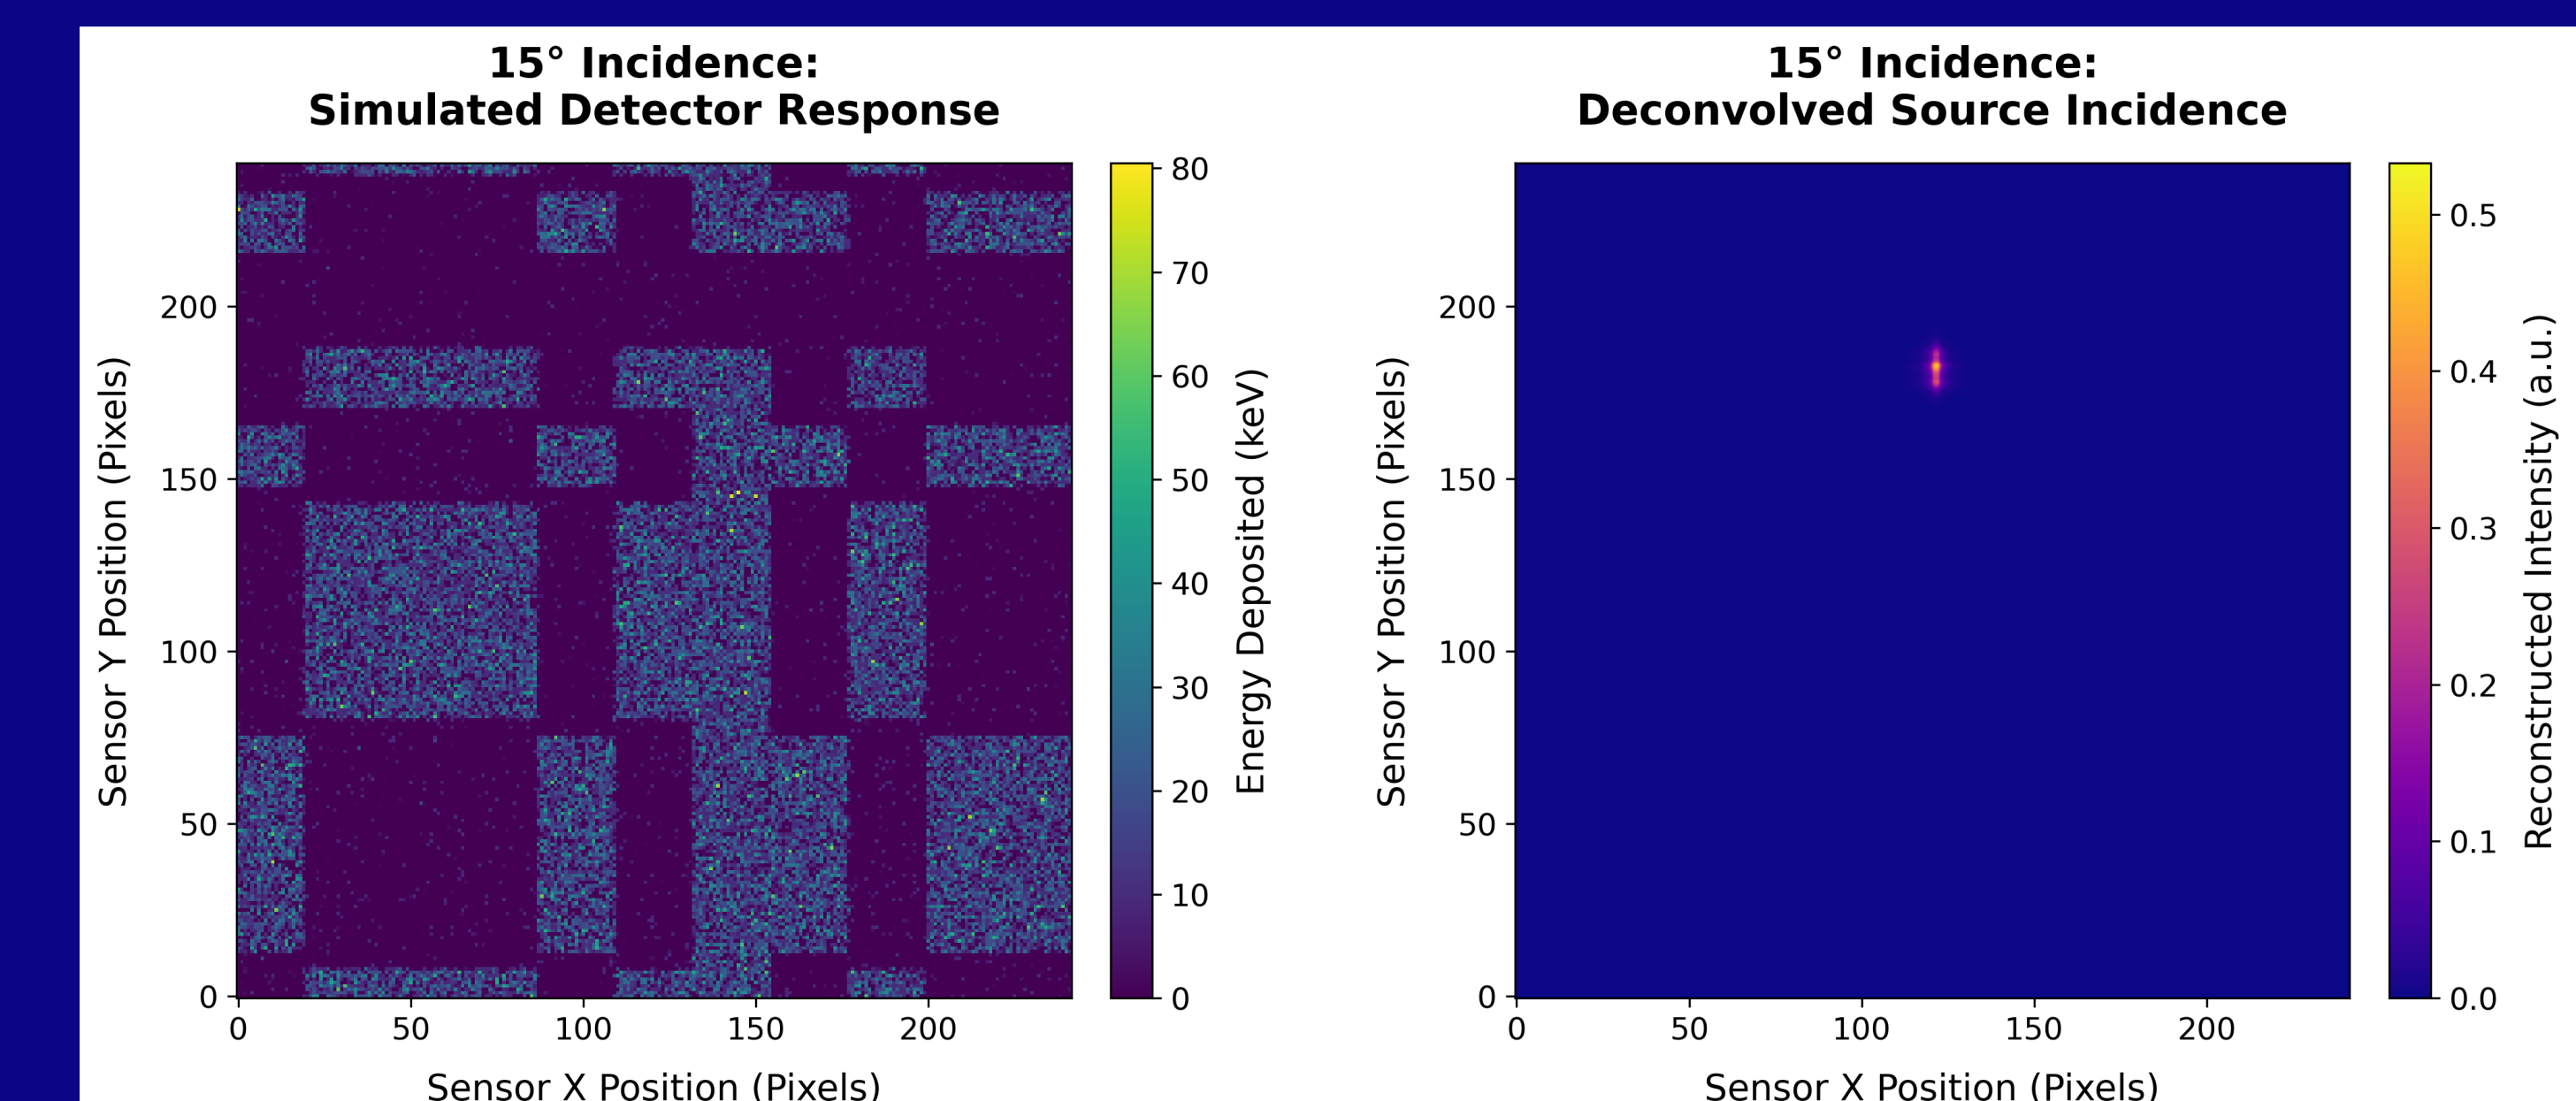 15° Incidence:
Simulated Detector Response
Sensor Y Position (Pixels)
200
150
100
50
0
0 50 100 150 200
Sensor X Position (Pixels)
80
70
60
50
40
30
20
10
0
Energy Deposited (keV)
15° Incidence:
Deconvolved Source Incidence
Sensor Y Position (Pixels)
200
150
100
50
0
0 50 100 150 200
Sensor X Position (Pixels)
0.5
0.4
0.3
0.2
0.1
0.0
Reconstructed Intensity (a.u.)